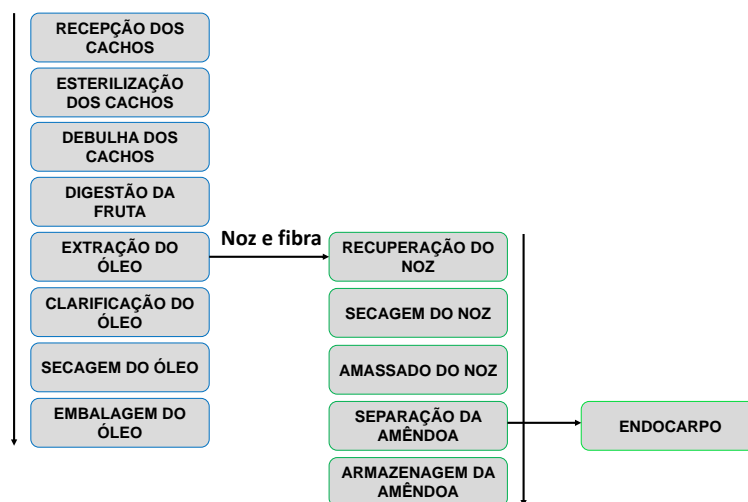 RECEPÇÃO DOS
CACHOS
ESTERILIZAÇÃO
DOS CACHOS
DEBULHA DOS
CACHOS
DIGESTÃO DA
FRUTA
EXTRAÇÃO DO
ÓLEO
CLARIFICAÇÃO DO
ÓLEO
SECAGEM DO ÓLEO
EMBALAGEM DO
ÓLEO
Noz e fibra
RECUPERAÇÃO DO
NOZ
SECAGEM DO NOZ
AMASSADO DO NOZ
SEPARAÇÃO DA
AMÊNDOA
ARMAZENAGEM DA
AMÊNDOA
ENDOCARPO